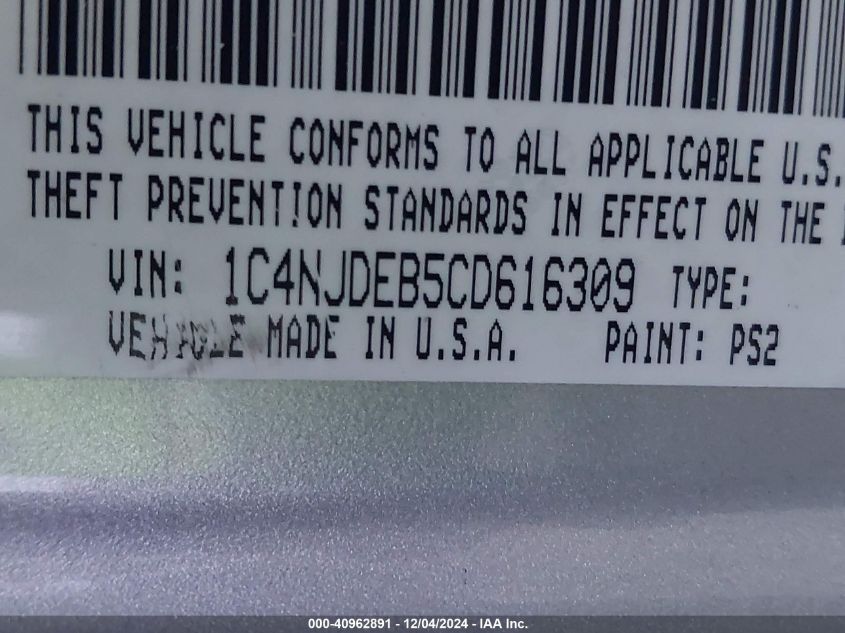 THIS VEHICLE CONFORMS TO ALL APPLICABLE U.S.
THEFT PREVENTION STANDARDS IN EFFECT ON THE
VIN: 1C4NJDEB5CD616309 TYPE:
VEHICLE MADE IN U.S.A. PAINT: PS2
000-40962891 - 12/04/2024 - IAA Inc.